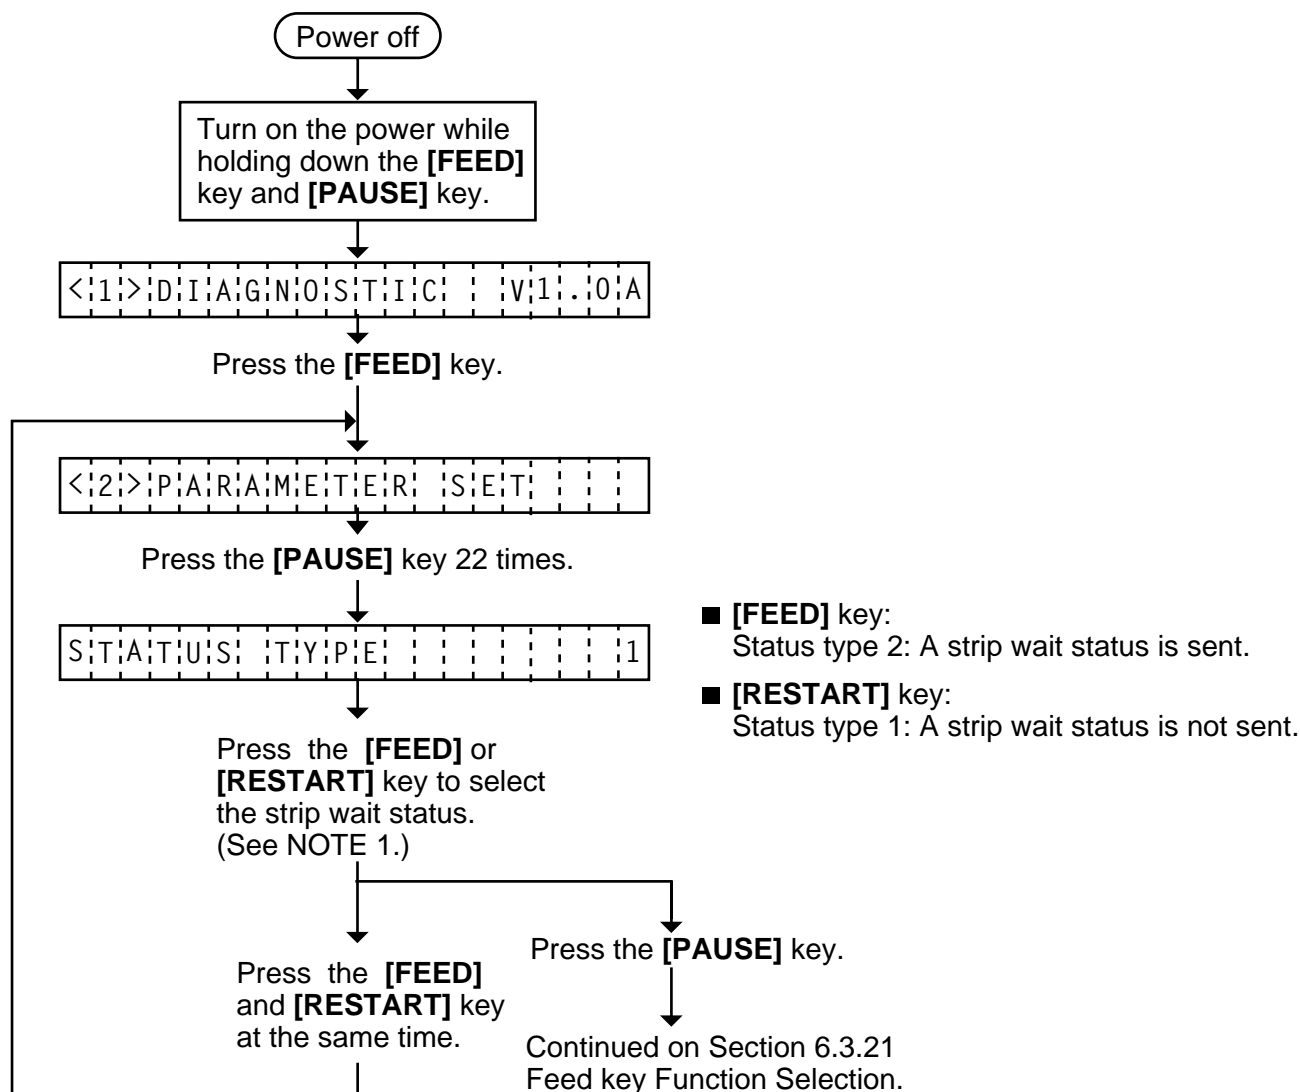 Power off
Turn on the power while
holding down the [FEED]
key and [PAUSE] key.
<1>DIAGNOSTIC V1.0A
Press the [FEED] key.
<2>PARAMETER SET
Press the [PAUSE] key 22 times.
STATUS TYPE 1
■ [FEED] key:
Status type 2: A strip wait status is sent.
■ [RESTART] key:
Status type 1: A strip wait status is not sent.
Press the [FEED] or
[RESTART] key to select
the strip wait status.
(See NOTE 1.)
Press the [FEED]
and [RESTART] key
at the same time.
Press the [PAUSE] key.
Continued on Section 6.3.21
Feed key Function Selection.